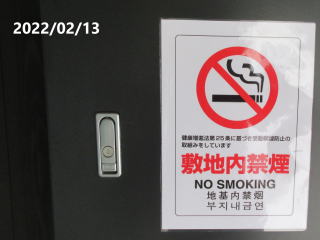 2022/02/13
健康増進法第25条に基づき受動喫煙防止の
取組みをしています
敷地内禁煙
NO SMOKING
地基内禁烟
부지내금연